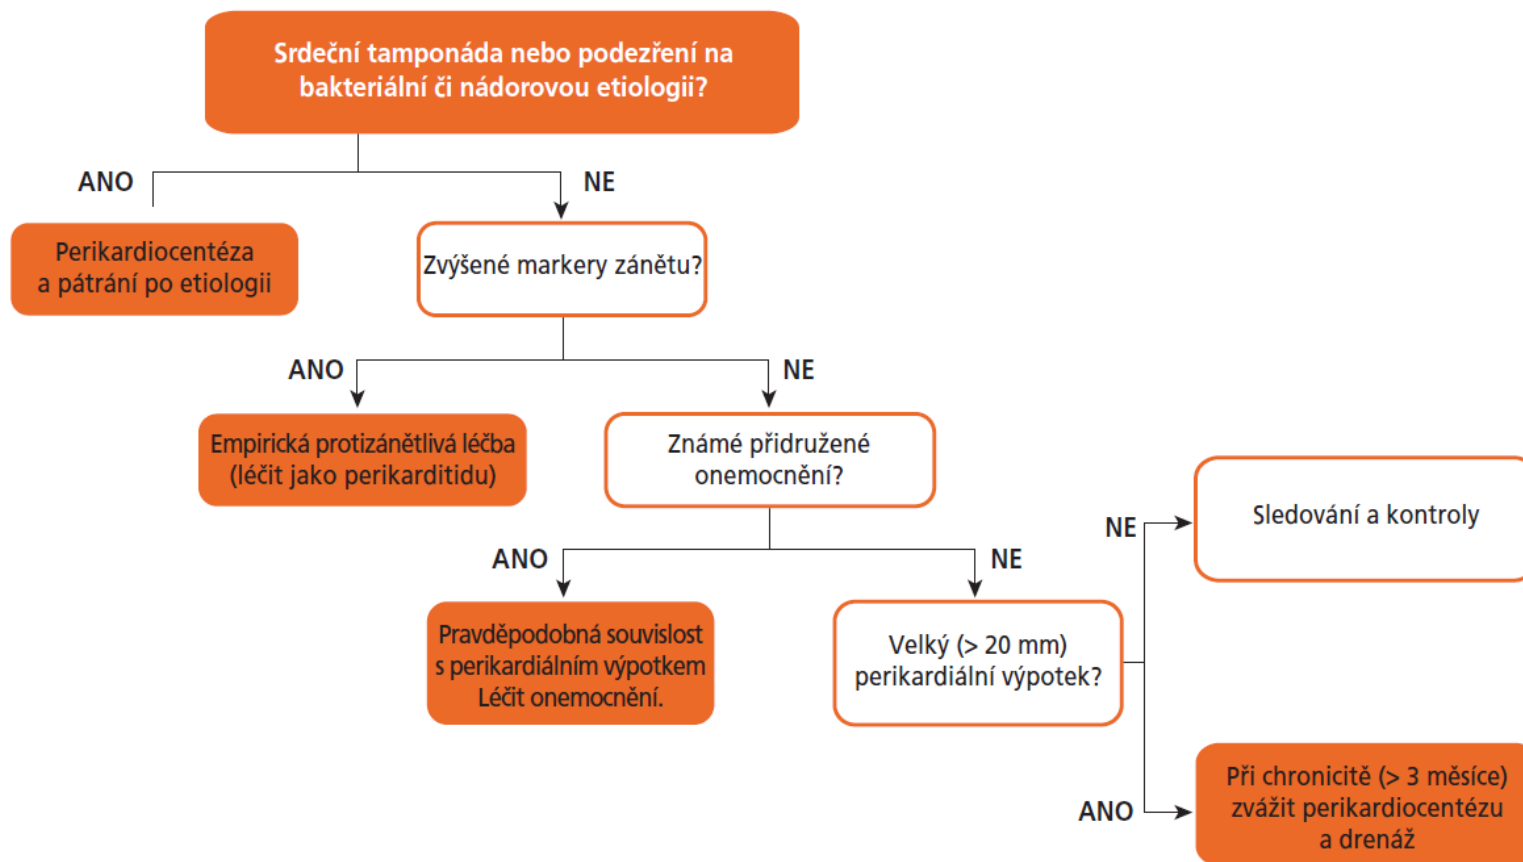 Srdeční tamponáda nebo podezření na
bakteriální či nádorovou etiologii?
ANO
NE
Perikardiocentéza
a pátrání po etiologii
Zvýšené markery zánětu?
ANO
NE
Empirická protizánětlivá léčba
(léčit jako perikarditidu)
Známé přidružené
onemocnění?
ANO
NE
Pravděpodobná souvislost
s perikardiálním výpotkem
Léčit onemocnění.
Velký (> 20 mm)
perikardiální výpotek?
NE
Sledování a kontroly
ANO
Při chronicitě (> 3 měsíce)
zvážit perikardiocentézu
a drenáž